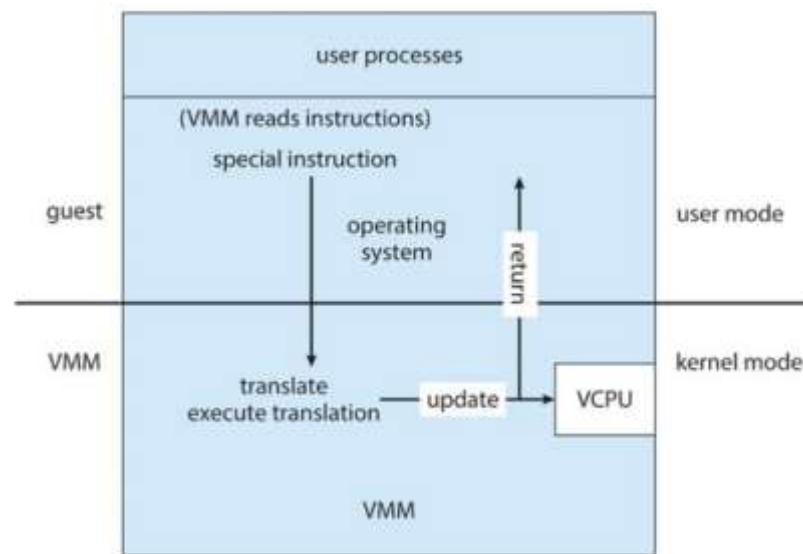 user processes
(VMM reads instructions)
special instruction
guest
operating
system
return
user mode
VMM
kernel mode
translate
execute translation
update
VCPU
VMM